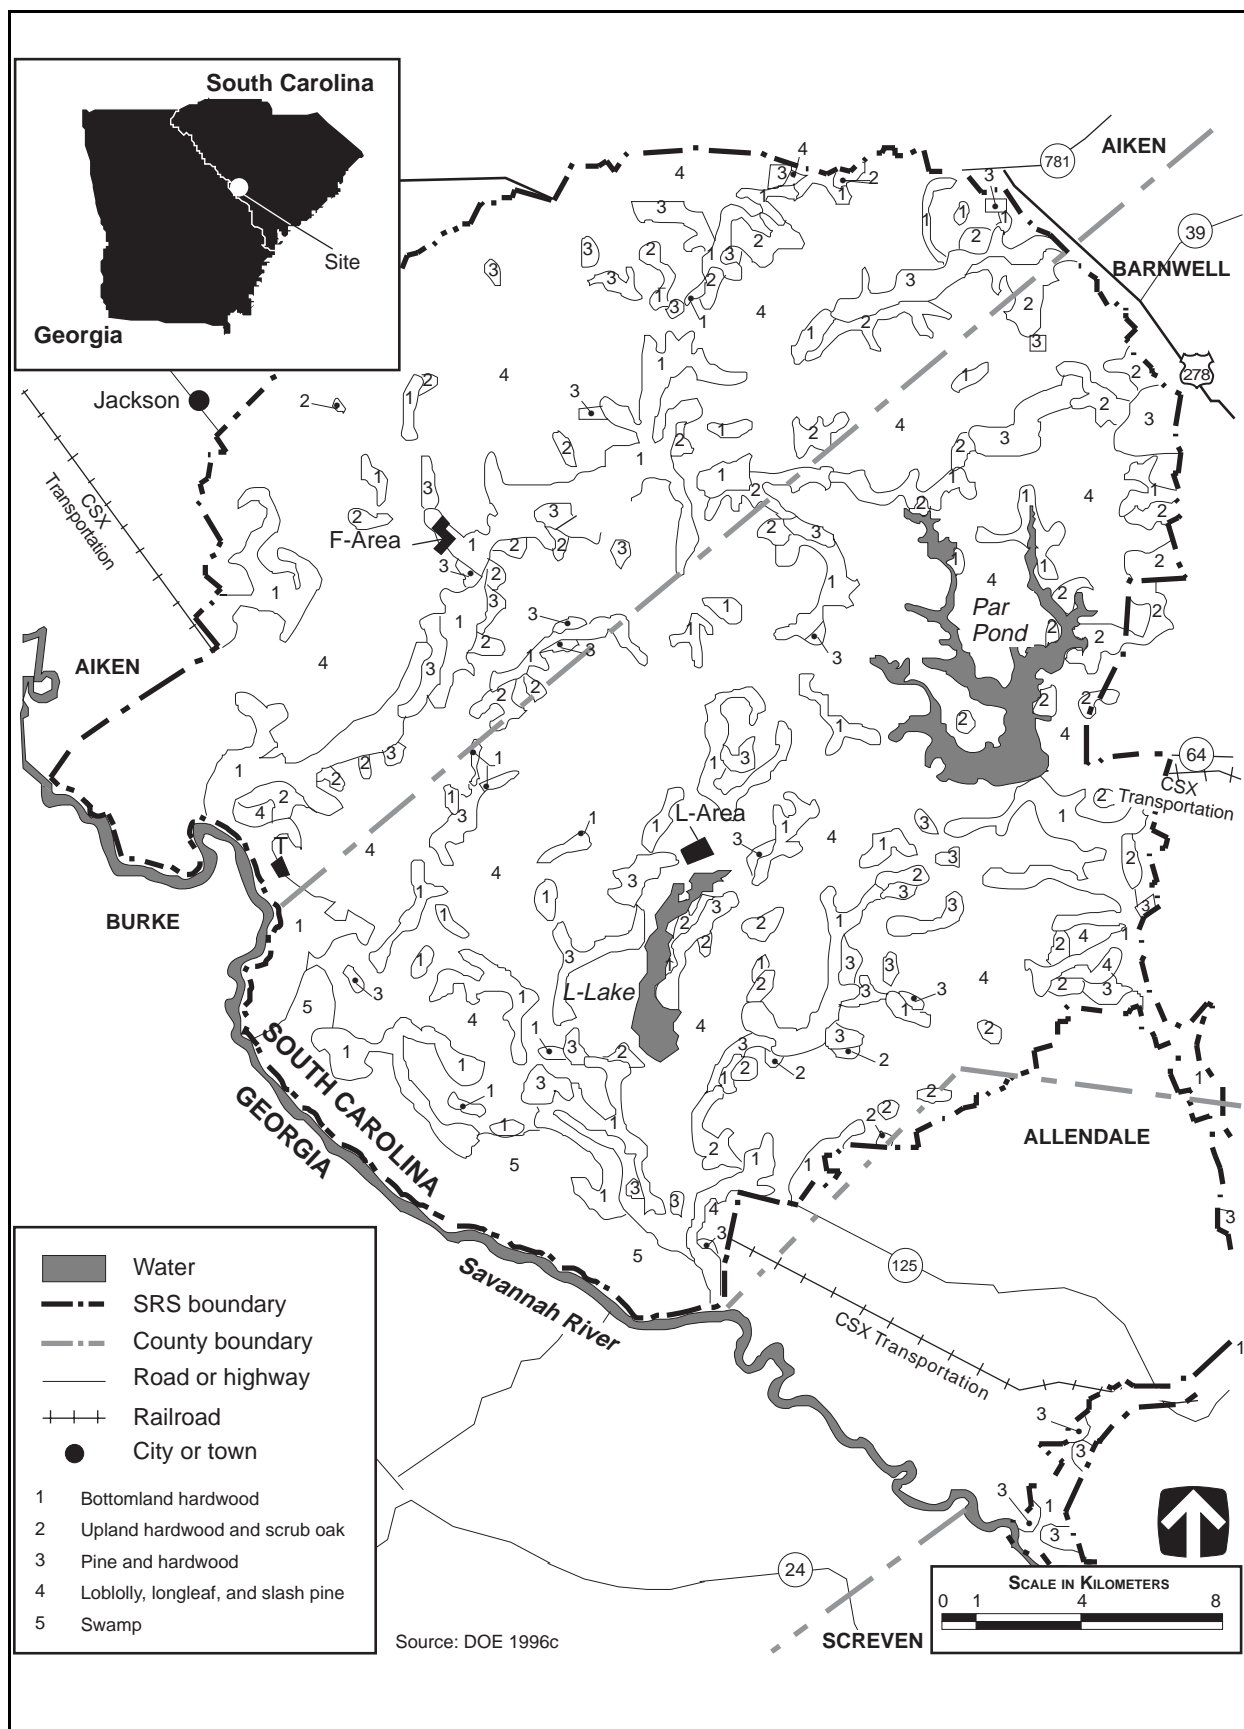 South Carolina
Site
Georgia
Jackson
CSX
Transportation
F-Area
AIKEN
781
AIKEN
39
BARNWELL
278
Par
Pond
64
CSX
Transportation
L-Area
L-Lake
BURKE
SOUTH CAROLINA
GEORGIA
Savannah River
ALLENDALE
125
CSX Transportation
24
SCREVEN
Water
SRS boundary
County boundary
Road or highway
Railroad
City or town
1 Bottomland hardwood
2 Upland hardwood and scrub oak
3 Pine and hardwood
4 Loblolly, longleaf, and slash pine
5 Swamp
Source: DOE 1996c
SCALE IN KILOMETERS
0 1 4 8